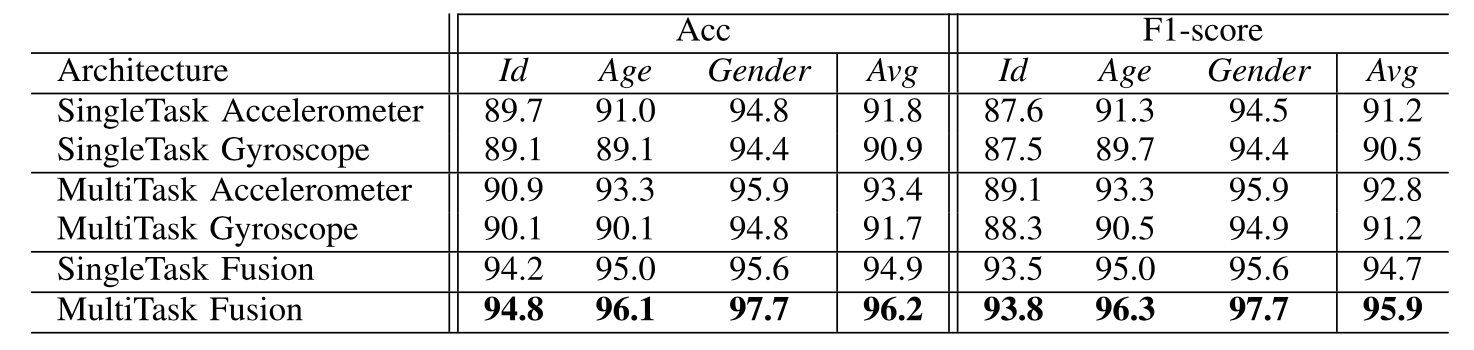 Acc F1-score
Architecture Id Age Gender Avg Id Age Gender Avg
SingleTask Accelerometer 89.7 91.0 94.8 91.8 87.6 91.3 94.5 91.2
SingleTask Gyroscope 89.1 89.1 94.4 90.9 87.5 89.7 94.4 90.5
MultiTask Accelerometer 90.9 93.3 95.9 93.4 89.1 93.3 95.9 92.8
MultiTask Gyroscope 90.1 90.1 94.8 91.7 88.3 90.5 94.9 91.2
SingleTask Fusion 94.2 95.0 95.6 94.9 93.5 95.0 95.6 94.7
MultiTask Fusion 94.8 96.1 97.7 96.2 93.8 96.3 97.7 95.9